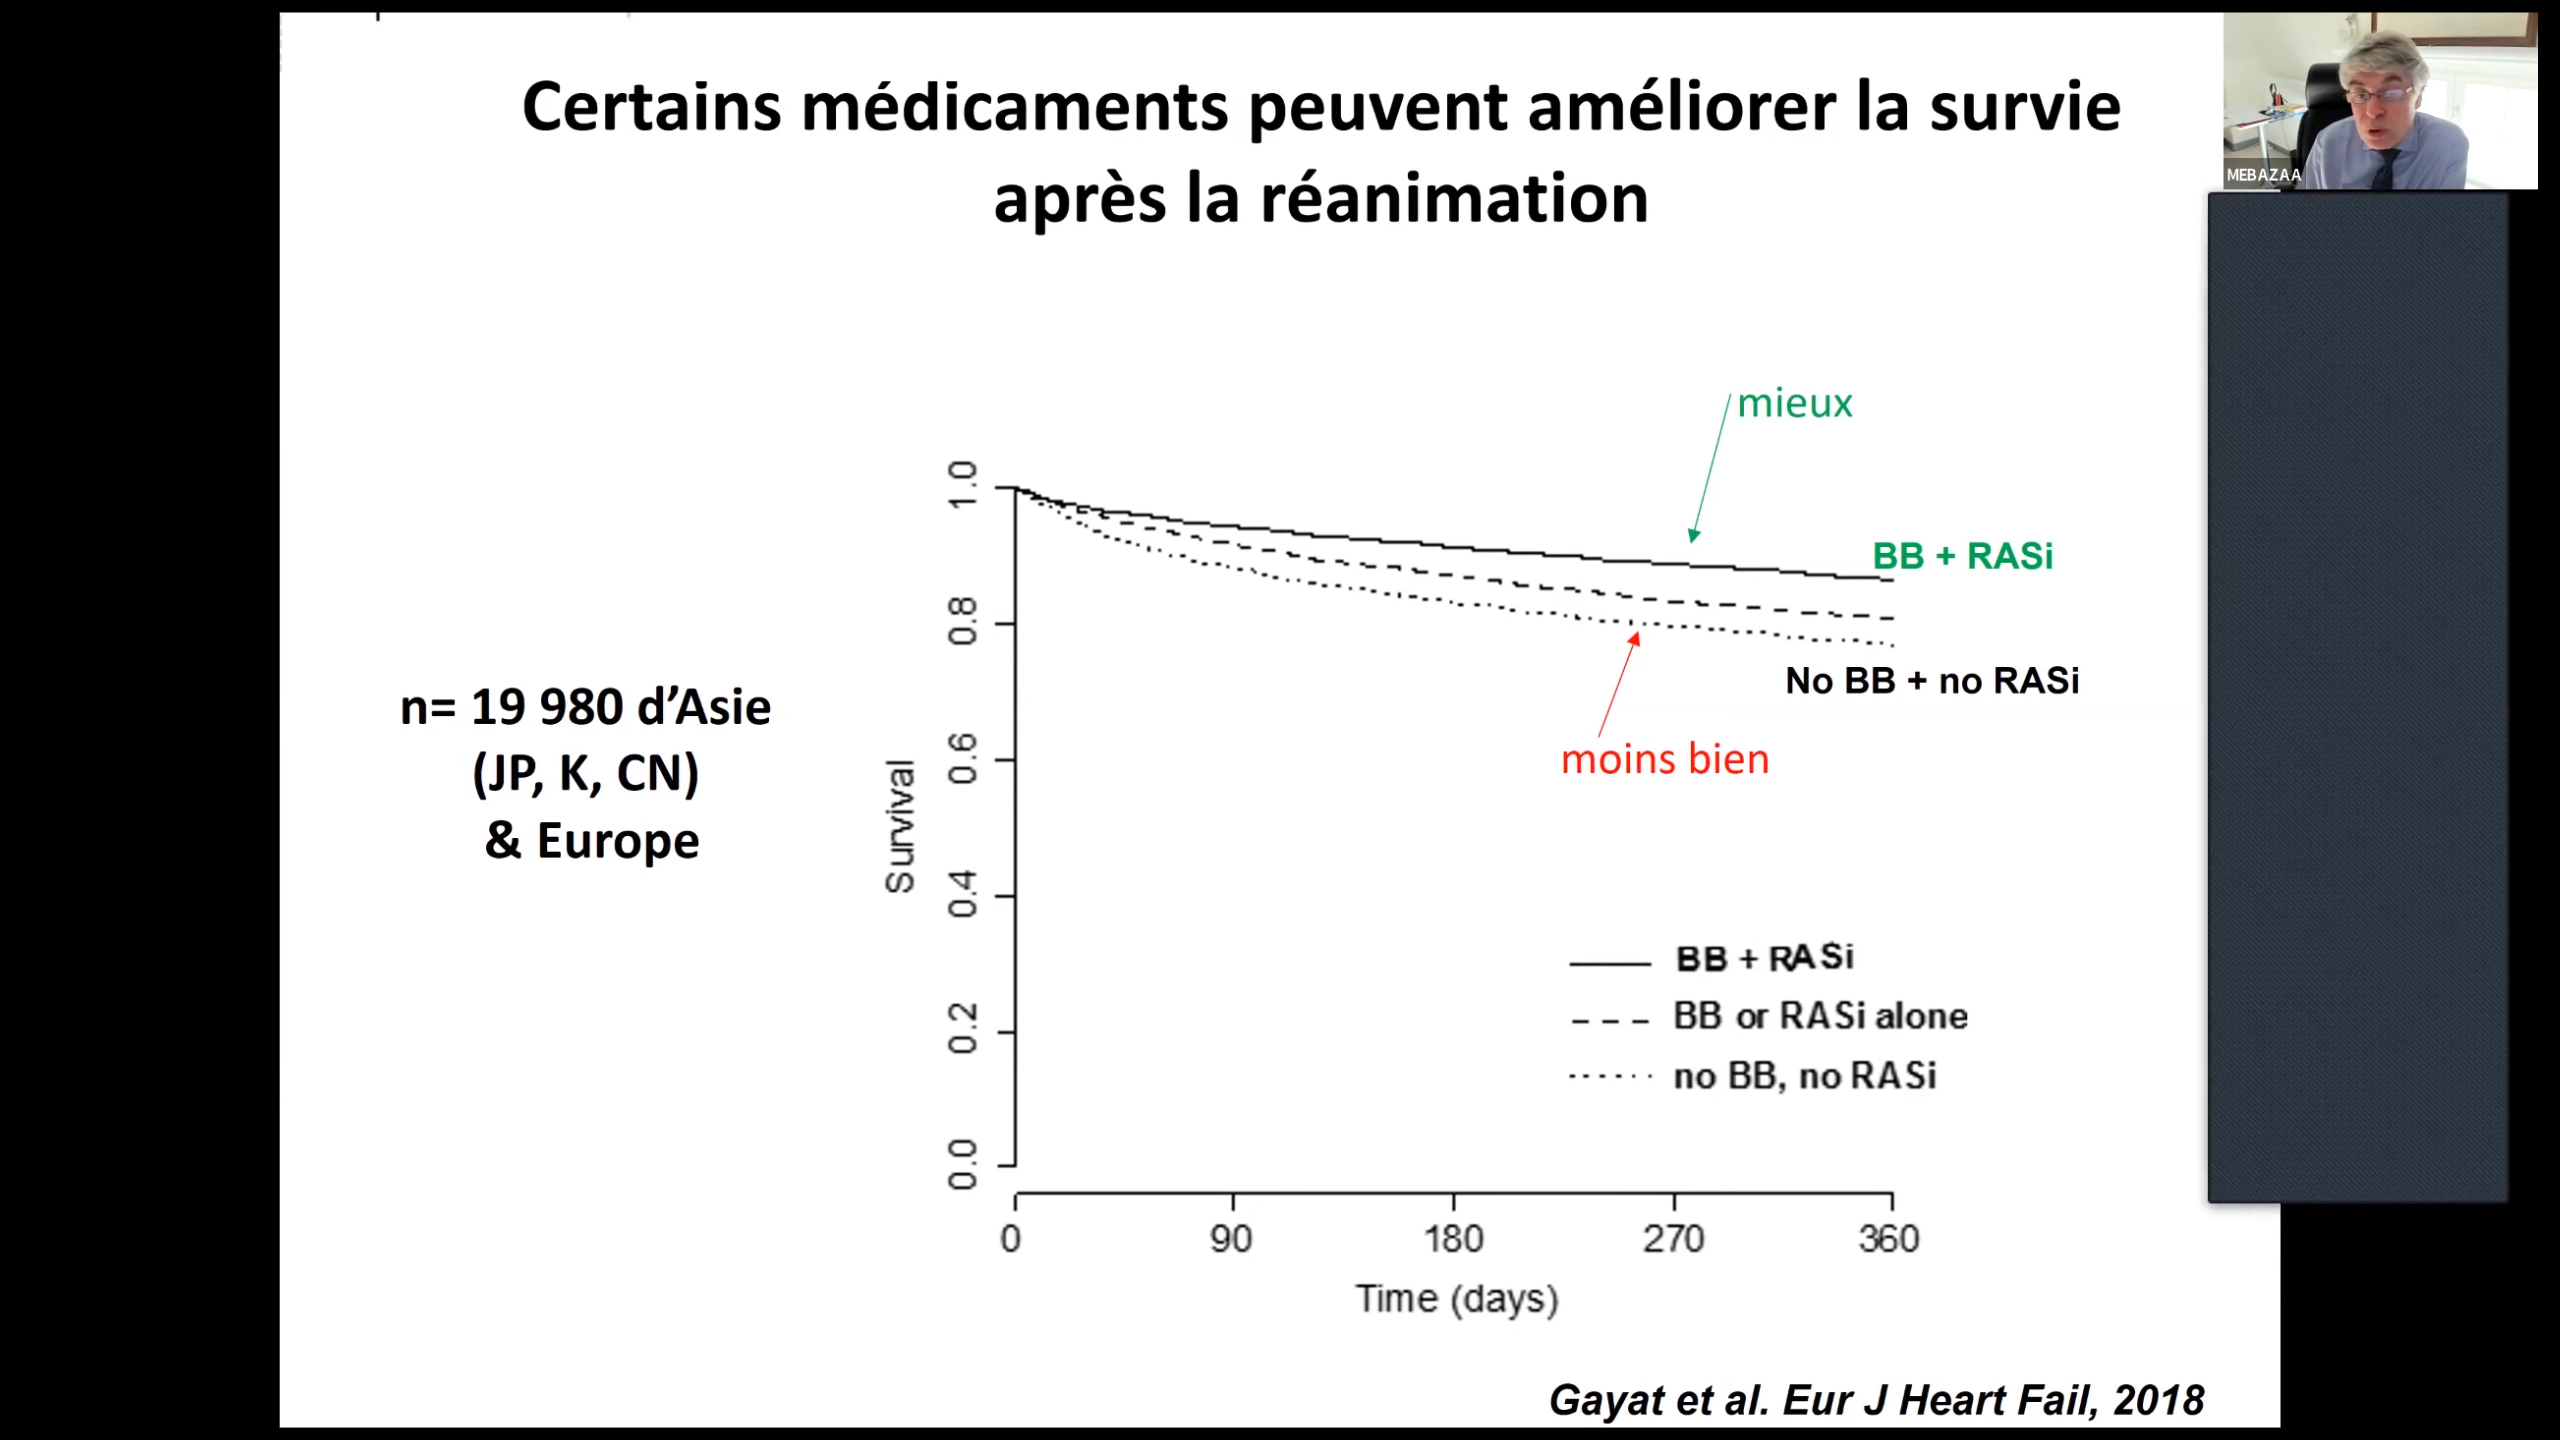 Certains médicaments peuvent améliorer la survie
après la réanimation
MEBAZAA
mieux
BB + RASi
No BB + no RASi
moins bien
n= 19 980 d’Asie
(JP, K, CN)
& Europe
Survival
1.0
0.8
0.6
0.4
0.2
0.0
BB + RASi
BB or RASi alone
no BB, no RASi
0 90 180 270 360
Time (days)
Gayat et al. Eur J Heart Fail, 2018